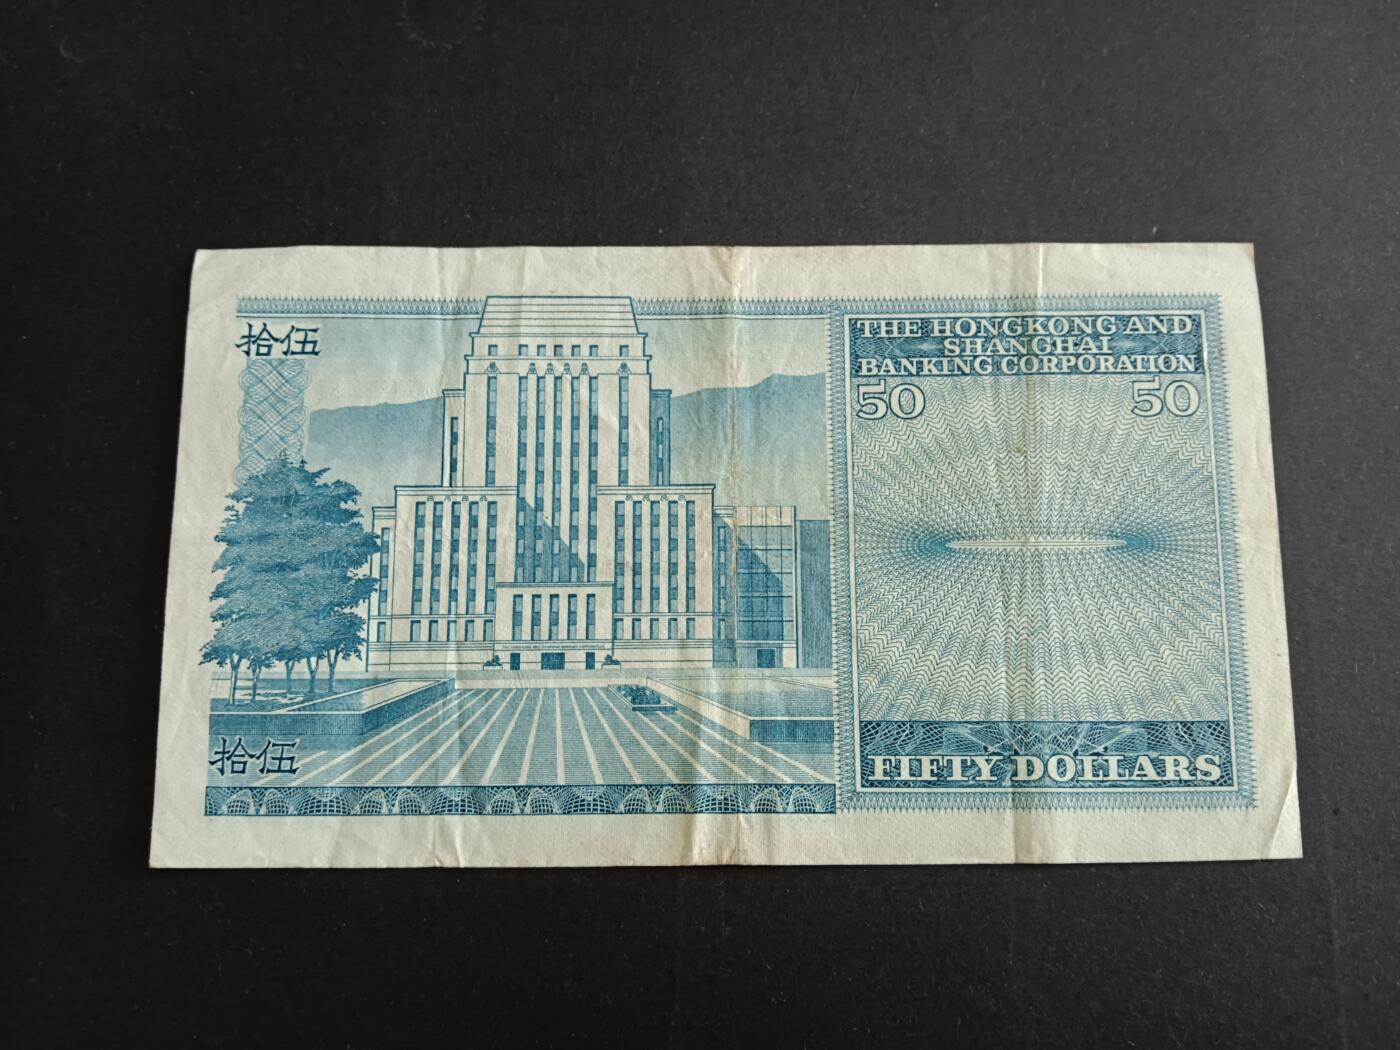 拾伍
THE HONGKONG AND
SHANGHAI
BANKING CORPORATION
50 50
拾伍
FIFTY DOLLARS